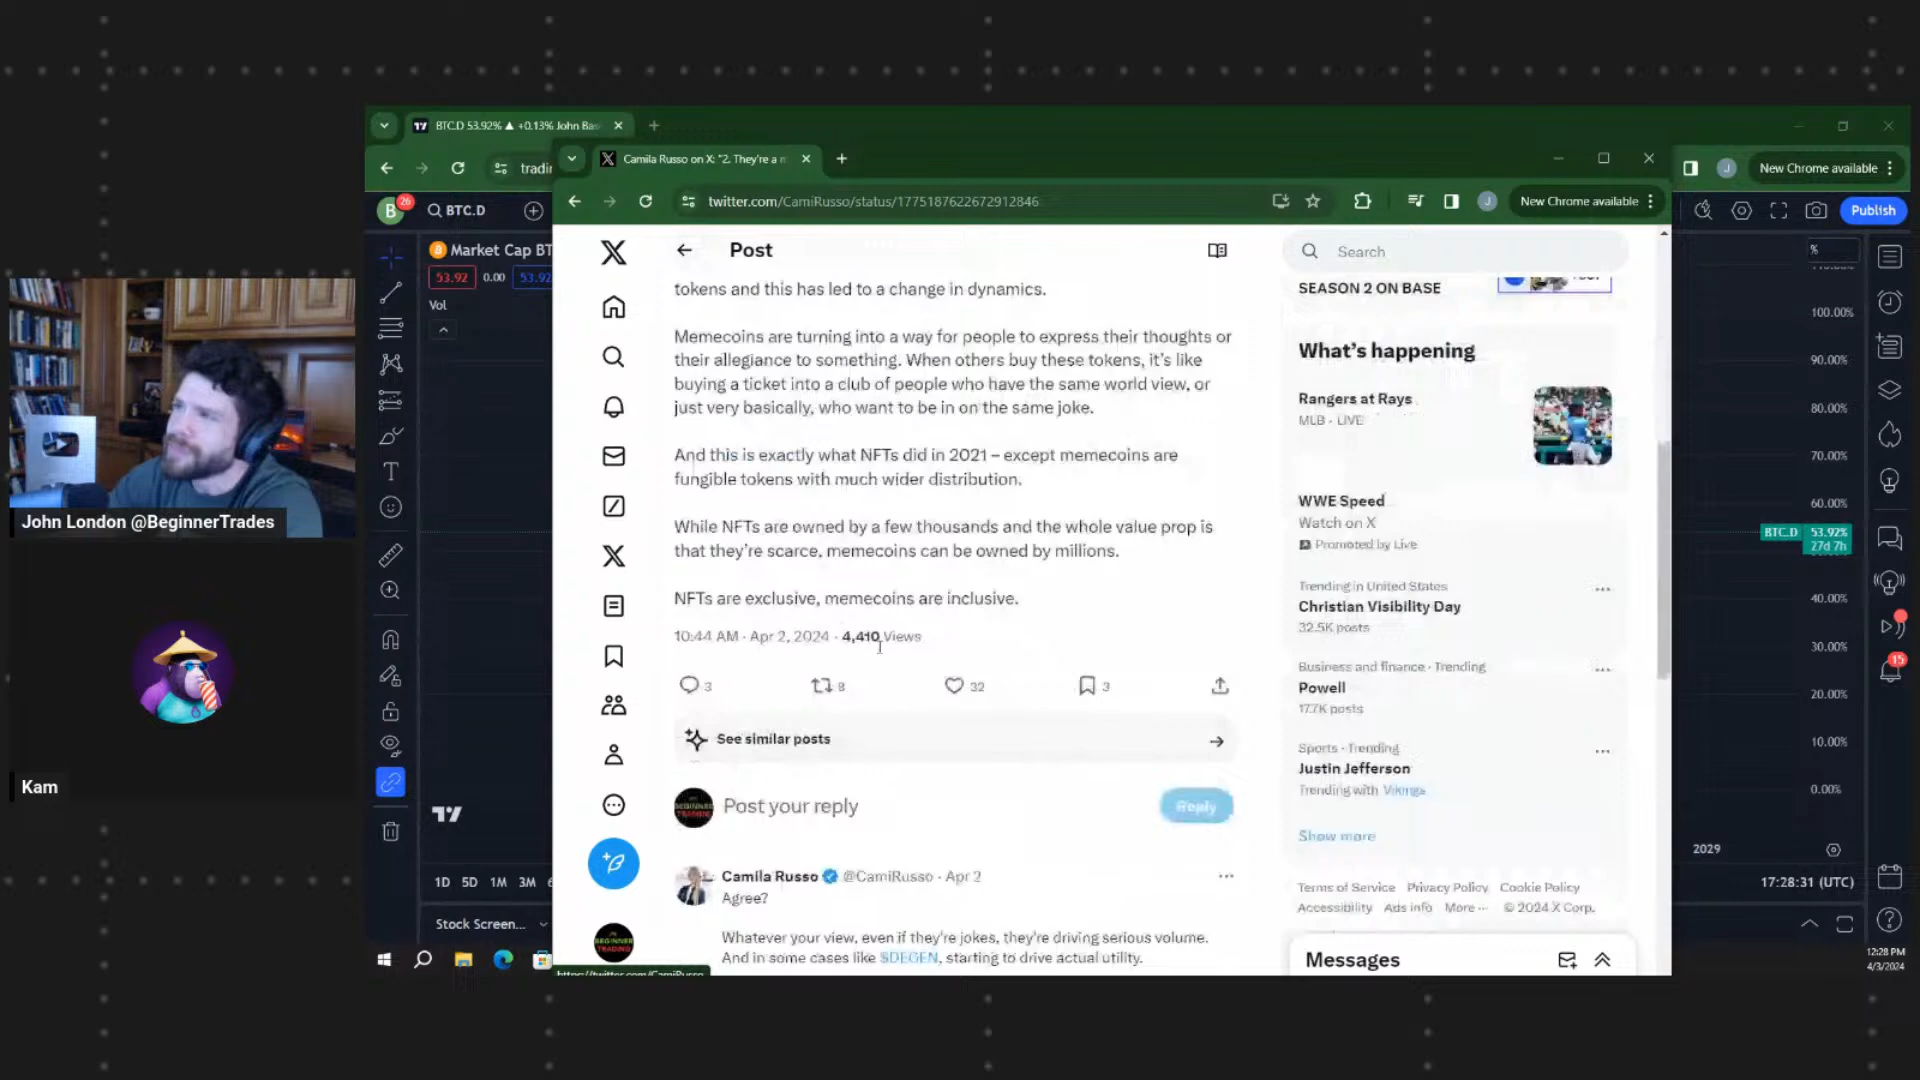 BTC.D 53.92% ▲ +0.13% John Bas
Camila Russo on X: "2. They're a m
tradin
twitter.com/CamiRusso/status/1775187622672912846
New Chrome available
New Chrome available
B
26
BTC.D
Publish
Market Cap BT
53.92
0.00
53.92
Vol
Post
Search
tokens and this has led to a change in dynamics.
Memecoins are turning into a way for people to express their thoughts or
their allegiance to something. When others buy these tokens, it's like
buying a ticket into a club of people who have the same world view, or
just very basically, who want to be in on the same joke.
And this is exactly what NFTs did in 2021 – except memecoins are
fungible tokens with much wider distribution.
While NFTs are owned by a few thousands and the whole value prop is
that they're scarce, memecoins can be owned by millions.
NFTs are exclusive, memecoins are inclusive.
10:44 AM · Apr 2, 2024 · 4,410 Views
3
8
32
3
See similar posts
Post your reply
Reply
Camila Russo @CamiRusso · Apr 2
Agree?
Whatever your view, even if they're jokes, they're driving serious volume.
And in some cases like $DEGEN, starting to drive actual utility.
SEASON 2 ON BASE
What's happening
Rangers at Rays
MLB · LIVE
WWE Speed
Watch on X
Promoted by Live
Trending in United States
Christian Visibility Day
32.5K posts
Business and finance · Trending
Powell
17.7K posts
Sports · Trending
Justin Jefferson
Trending with Vikings
Show more
Terms of Service Privacy Policy Cookie Policy
Accessibility Ads info More ··· © 2024 X Corp.
Messages
%
100.00%
90.00%
80.00%
70.00%
60.00%
BTC.D 53.92%
27d 7h
40.00%
30.00%
20.00%
10.00%
0.00%
2029
17:28:31 (UTC)
15
1D 5D 1M 3M
Stock Screen...
12:28 PM
4/3/2024
https://twitter.com/CamiRusso
John London @BeginnerTrades
Kam